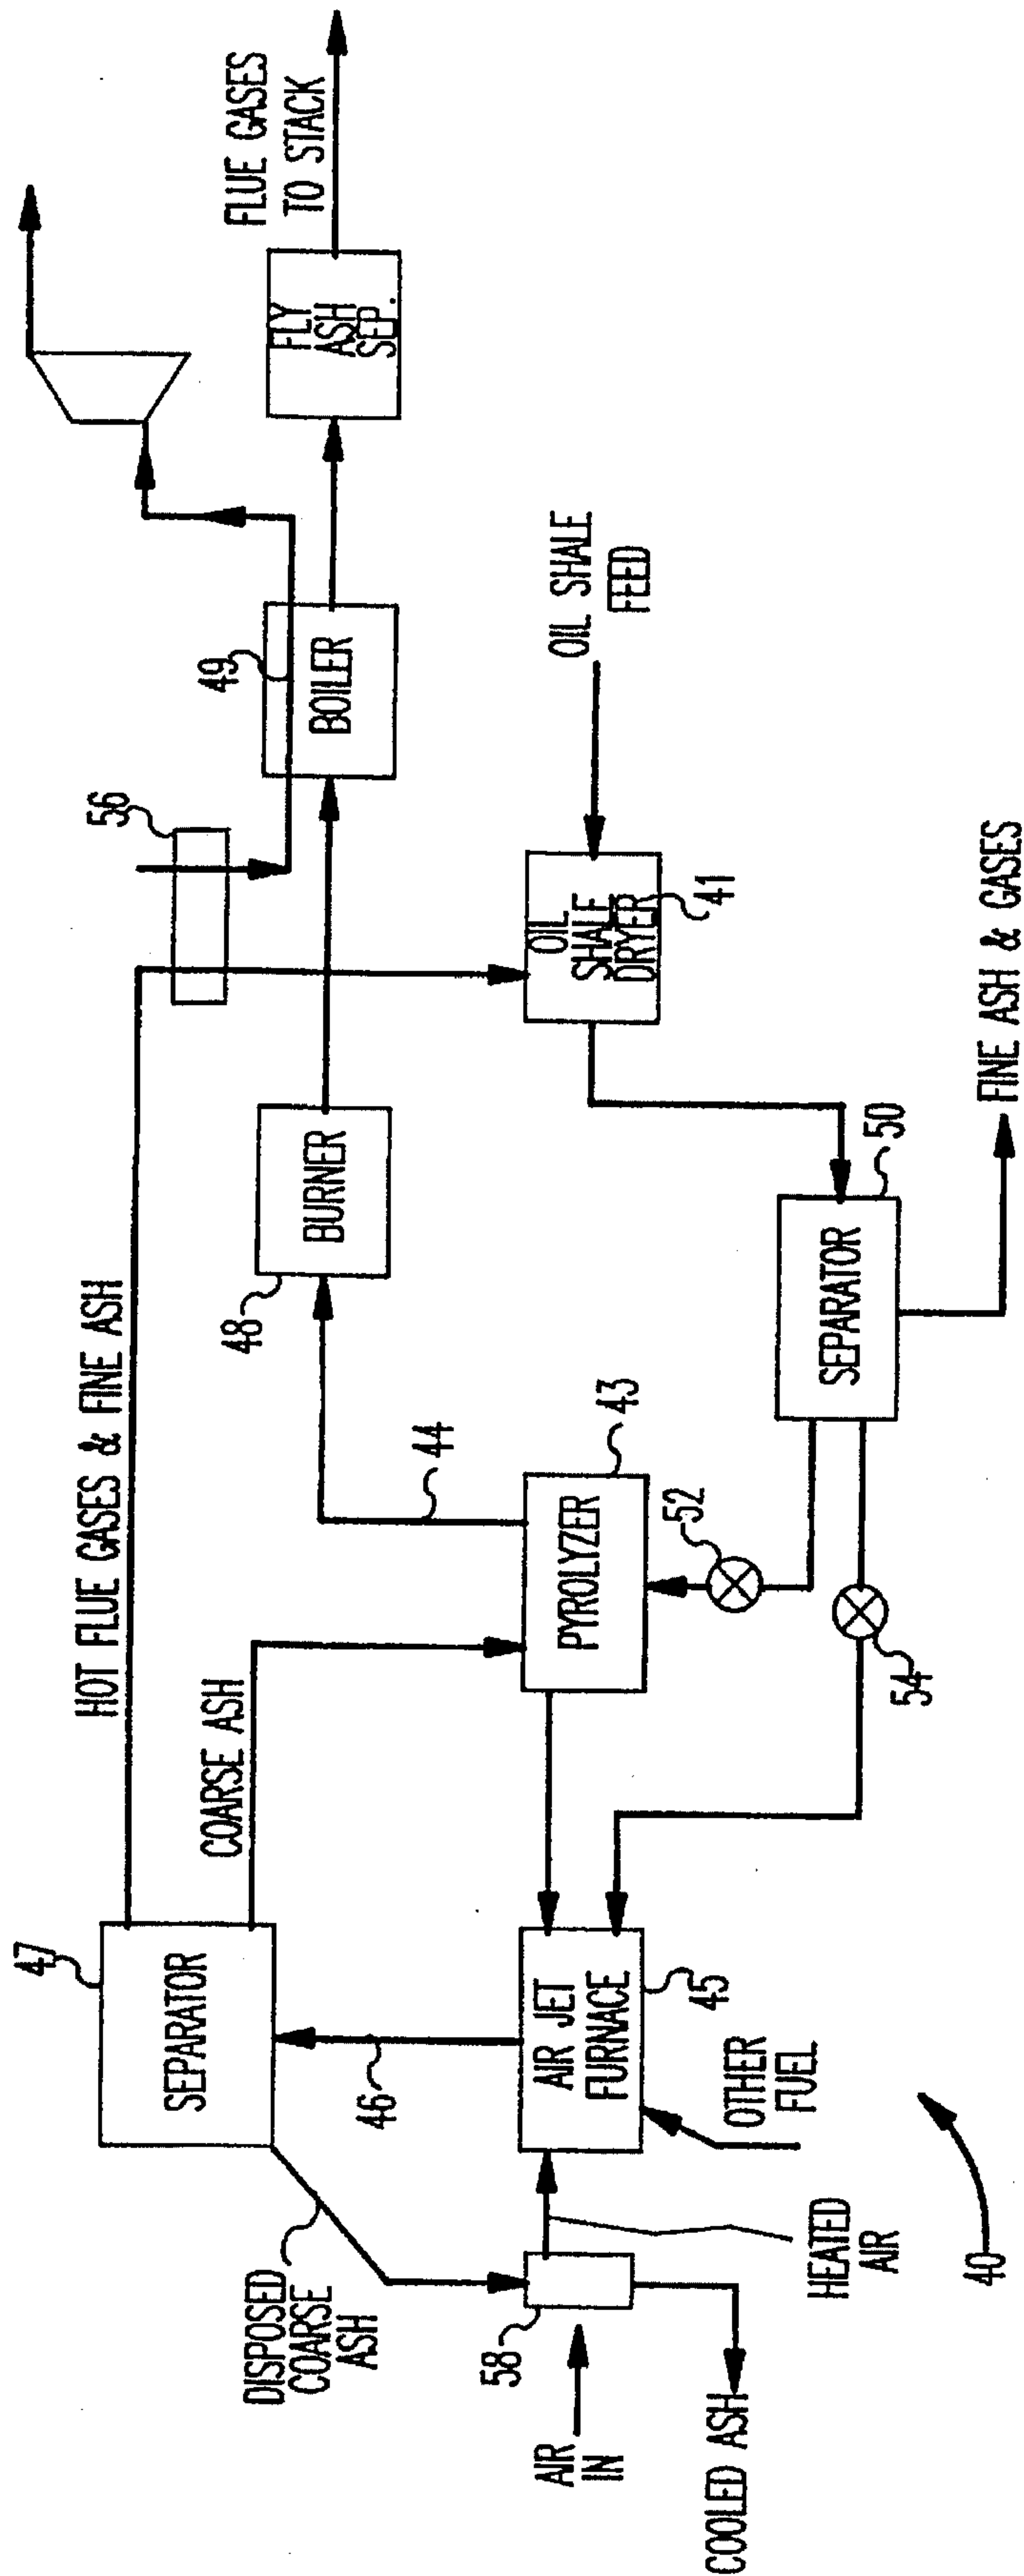 FLUE GASES
TO STACK
FLY
ASH
SEP.
49
BOILER
56
OIL SHALE
FEED
OIL
SHALE
DRYER
41
HOT FLUE GASES & FINE ASH
BURNER
48
44
50
SEPARATOR
FINE ASH & GASES
COARSE ASH
PYROLYZER
43
52
54
47
SEPARATOR
46
AIR JET
FURNACE
45
OTHER
FUEL
DISPOSED
COARSE
ASH
58
HEATED
AIR
AIR
IN
COOLED ASH
40